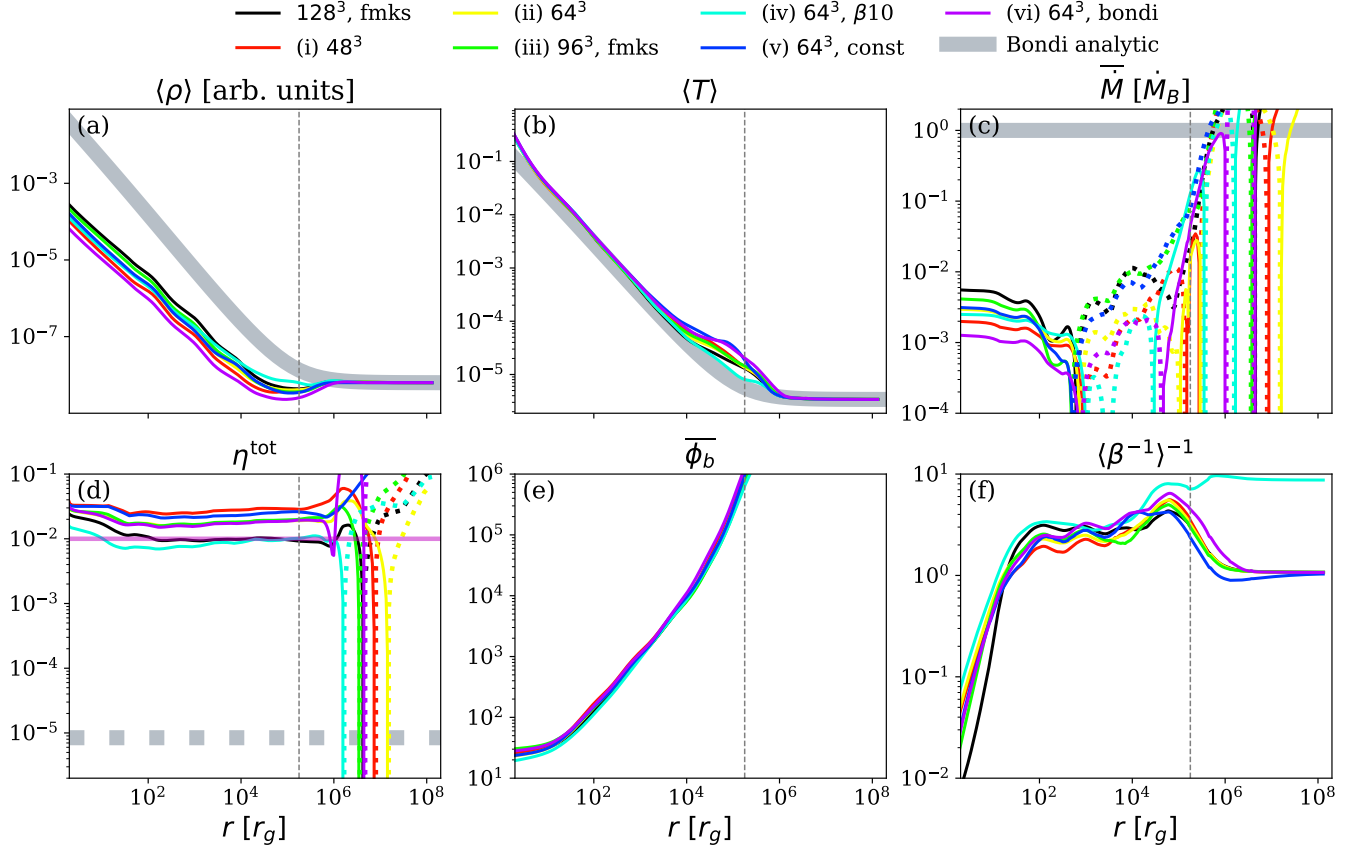 128³, fmks
(i) 48³
(ii) 64³
(iii) 96³, fmks
(iv) 64³, β10
(v) 64³, const
(vi) 64³, bondi
Bondi analytic
⟨ρ⟩ [arb. units]
(a)
10⁻³
10⁻⁵
10⁻⁷
⟨T⟩
(b)
10⁻¹
10⁻²
10⁻³
10⁻⁴
10⁻⁵
$\overline{\dot{M}}$ [$\dot{M}_B$]
(c)
10⁰
10⁻¹
10⁻²
10⁻³
10⁻⁴
η^tot
(d)
10⁻¹
10⁻²
10⁻³
10⁻⁴
10⁻⁵
10² 10⁴ 10⁶ 10⁸
r [r_g]
$\overline{\phi_b}$
(e)
10⁶
10⁵
10⁴
10³
10²
10¹
10² 10⁴ 10⁶ 10⁸
r [r_g]
⟨β⁻¹⟩⁻¹
(f)
10¹
10⁰
10⁻¹
10⁻²
10² 10⁴ 10⁶ 10⁸
r [r_g]